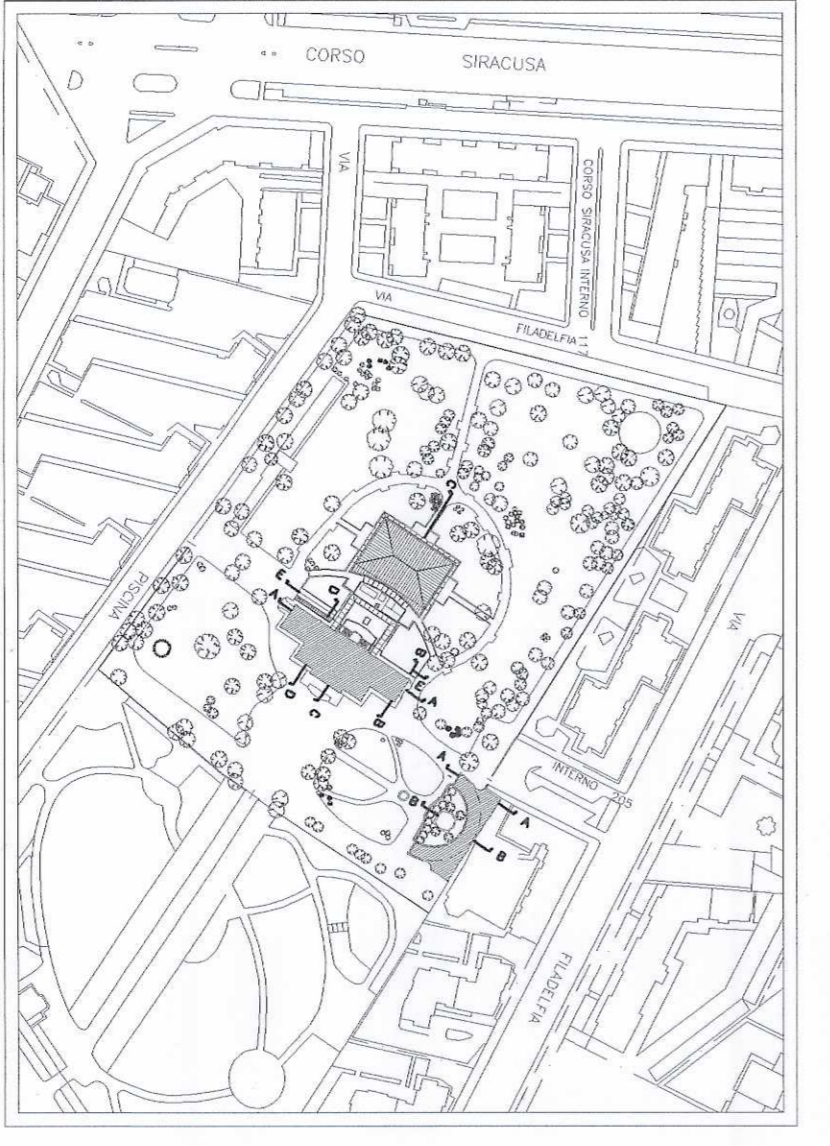 CORSO SIRACUSA
VIA
CORSO SIRACUSA INTERNO 117
VIA FILADELFIA
PISCINA
VIA
FILADELFIA
INTERNO 205
C
E
A
D
B
E
A
D
C
B
A
B
A
B